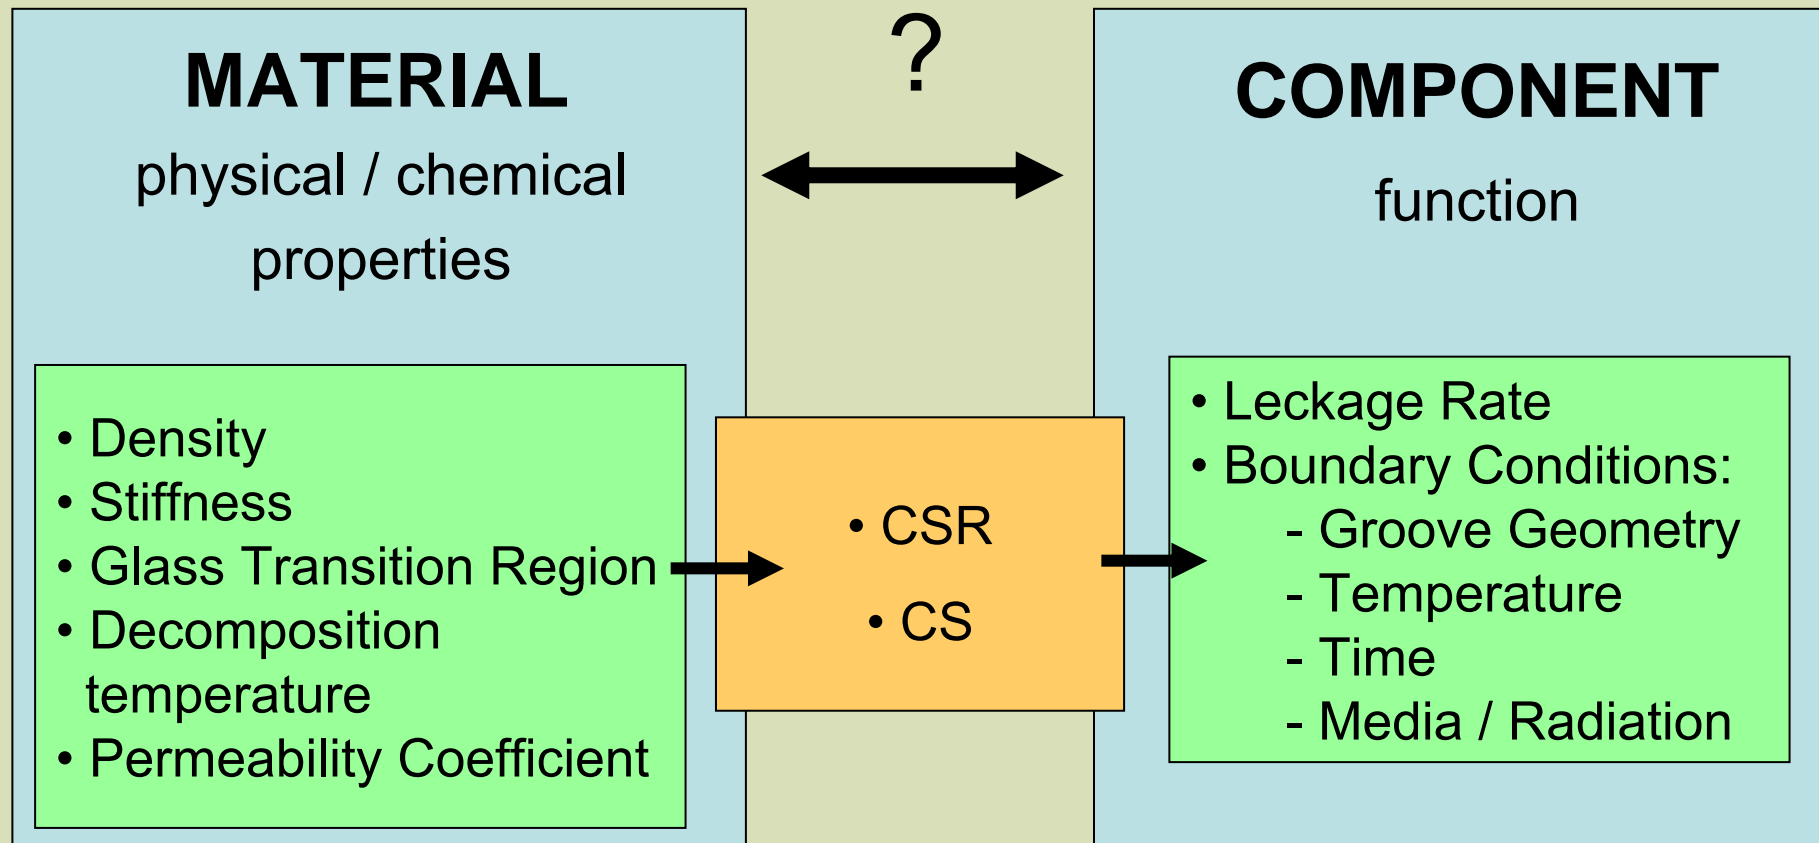 MATERIAL
physical / chemical
properties
• Density
• Stiffness
• Glass Transition Region
• Decomposition
temperature
• Permeability Coefficient
?
• CSR
• CS
COMPONENT
function
• Leckage Rate
• Boundary Conditions:
- Groove Geometry
- Temperature
- Time
- Media / Radiation